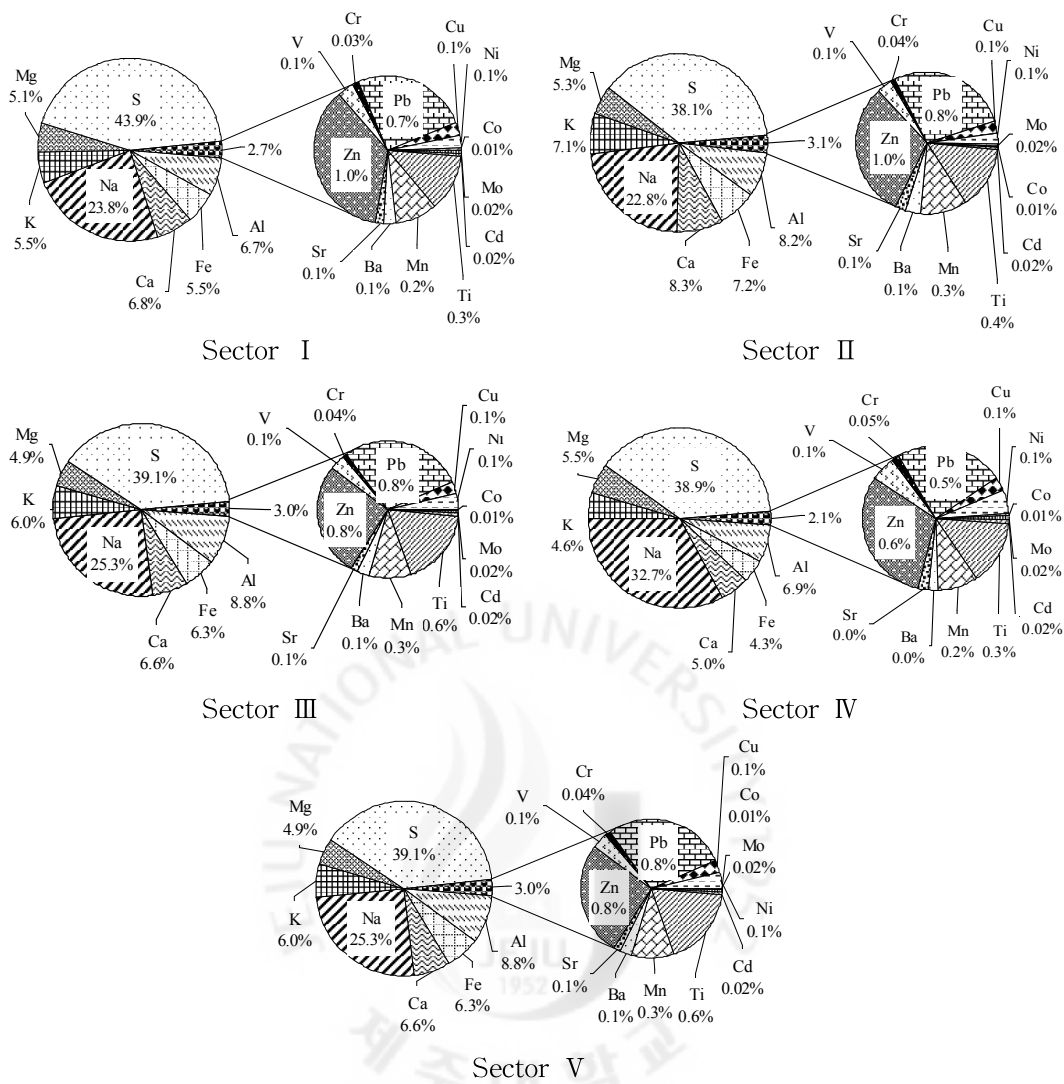 S
43.9%
Mg
5.1%
K
5.5%
Na
23.8%
Ca
6.8%
Fe
5.5%
Al
6.7%
2.7%
V
0.1%
Cr
0.03%
Pb
0.7%
Cu
0.1%
Ni
0.1%
Co
0.01%
Mo
0.02%
Cd
0.02%
Ti
0.3%
Mn
0.2%
Ba
0.1%
Sr
0.1%
Zn
1.0%
Sector Ⅰ
S
38.1%
Mg
5.3%
K
7.1%
Na
22.8%
Ca
8.3%
Fe
7.2%
Al
8.2%
3.1%
V
0.1%
Cr
0.04%
Pb
0.8%
Cu
0.1%
Ni
0.1%
Mo
0.02%
Co
0.01%
Cd
0.02%
Ti
0.4%
Mn
0.3%
Ba
0.1%
Sr
0.1%
Zn
1.0%
Sector Ⅱ
S
39.1%
Mg
4.9%
K
6.0%
Na
25.3%
Ca
6.6%
Fe
6.3%
Al
8.8%
3.0%
V
0.1%
Cr
0.04%
Pb
0.8%
Cu
0.1%
Ni
0.1%
Co
0.01%
Mo
0.02%
Cd
0.02%
Ti
0.6%
Mn
0.3%
Ba
0.1%
Sr
0.1%
Zn
0.8%
Sector Ⅲ
S
38.9%
Mg
5.5%
K
4.6%
Na
32.7%
Ca
5.0%
Fe
4.3%
Al
6.9%
2.1%
V
0.1%
Cr
0.05%
Pb
0.5%
Cu
0.1%
Ni
0.1%
Co
0.01%
Mo
0.02%
Cd
0.02%
Ti
0.3%
Mn
0.2%
Ba
0.0%
Sr
0.0%
Zn
0.6%
Sector Ⅳ
S
39.1%
Mg
4.9%
K
6.0%
Na
25.3%
Ca
6.6%
Fe
6.3%
Al
8.8%
3.0%
V
0.1%
Cr
0.04%
Pb
0.8%
Cu
0.1%
Co
0.01%
Mo
0.02%
Ni
0.1%
Cd
0.02%
Ti
0.6%
Mn
0.3%
Ba
0.1%
Sr
0.1%
Zn
0.8%
Sector Ⅴ
JEJU NATIONAL UNIVERSITY
JEJU
1952